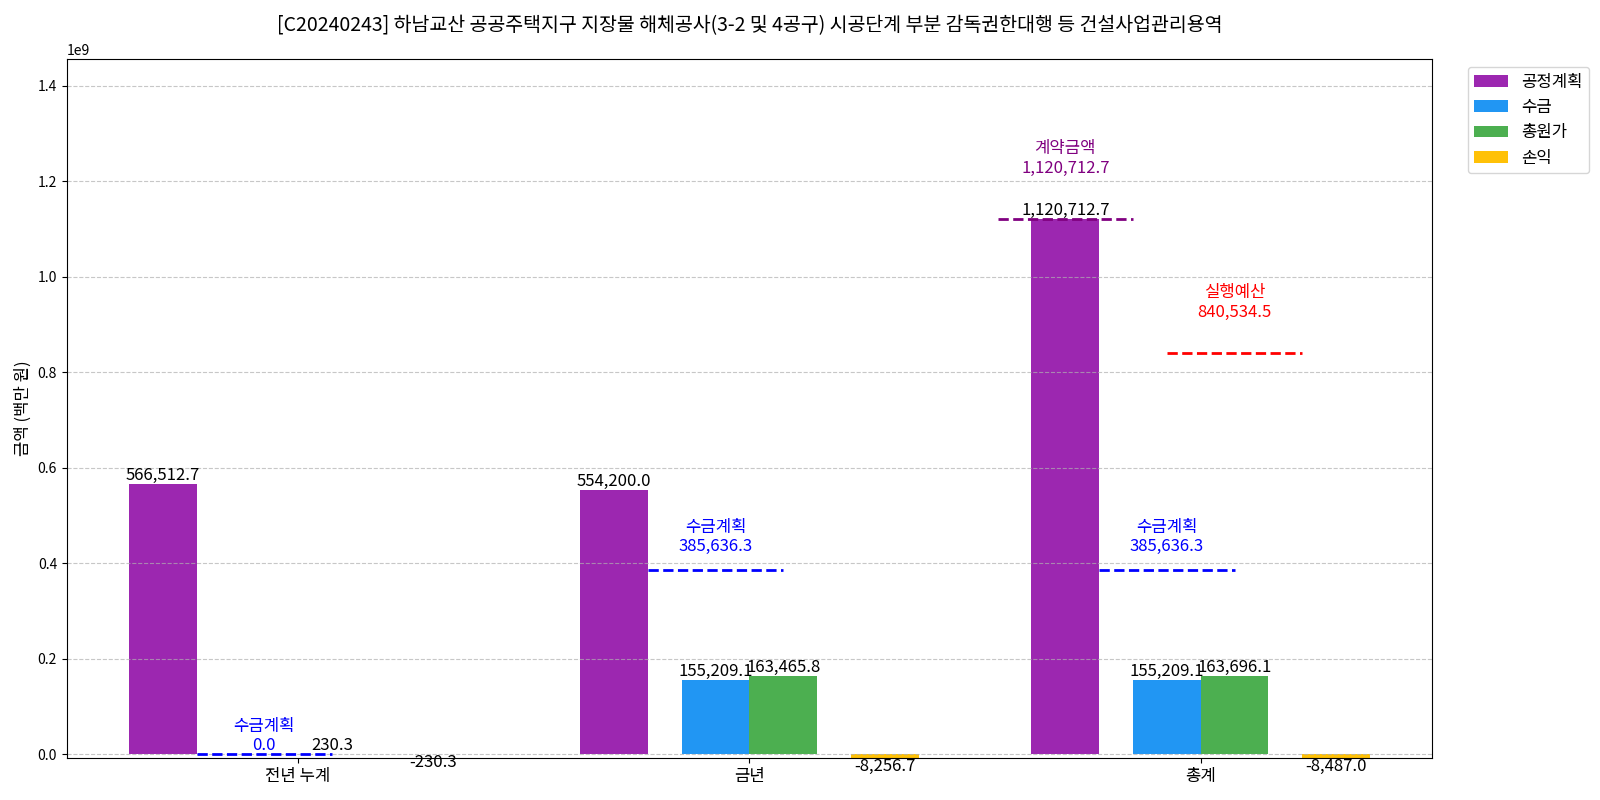 [C20240243] 하남교산 공공주택지구 지장물 해체공사(3-2 및 4공구) 시공단계 부분 감독권한대행 등 건설사업관리용역
1e9
공정계획
수금
총원가
손익
금액 (백만 원)
1.4
1.2
1.0
0.8
0.6
0.4
0.2
0.0
계약금액
1,120,712.7
1,120,712.7
실행예산
840,534.5
566,512.7
554,200.0
수금계획
385,636.3
수금계획
385,636.3
155,209.1
163,465.8
155,209.1
163,696.1
수금계획
0.0
230.3
-230.3
-8,256.7
-8,487.0
전년 누계
금년
총계